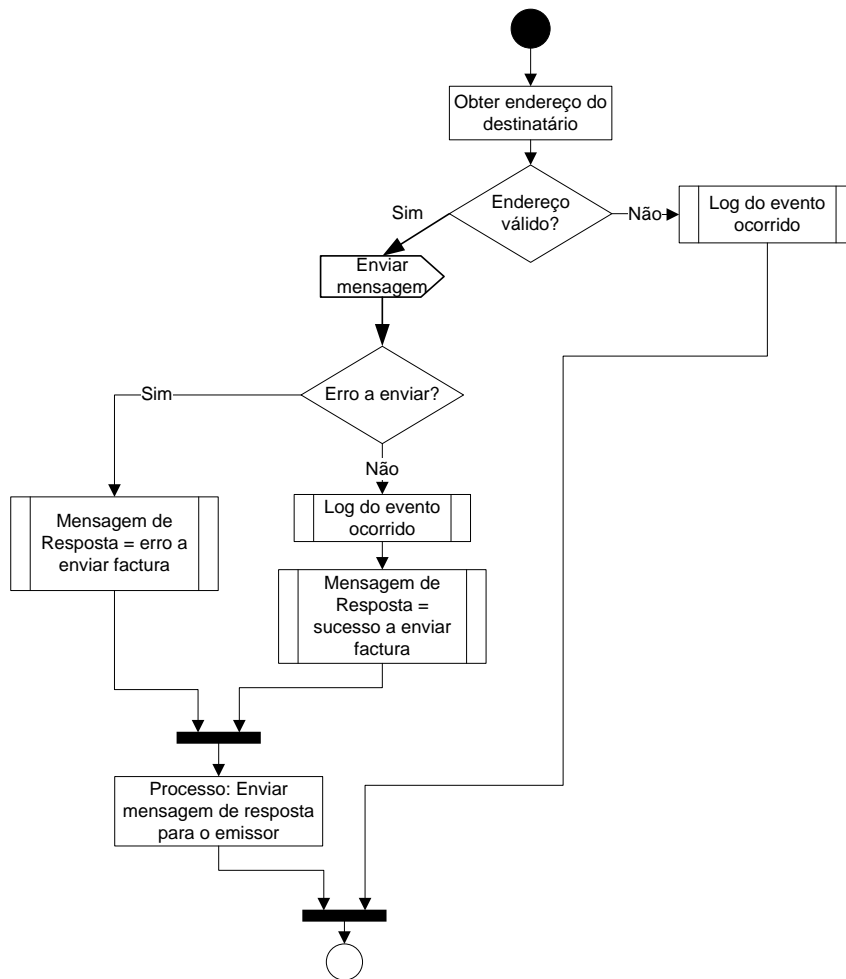 Obter endereço do
destinatário
Endereço
válido?
Sim
Não
Log do evento
ocorrido
Enviar
mensagem
Erro a enviar?
Sim
Não
Mensagem de
Resposta = erro a
enviar factura
Log do evento
ocorrido
Mensagem de
Resposta =
sucesso a enviar
factura
Processo: Enviar
mensagem de resposta
para o emissor